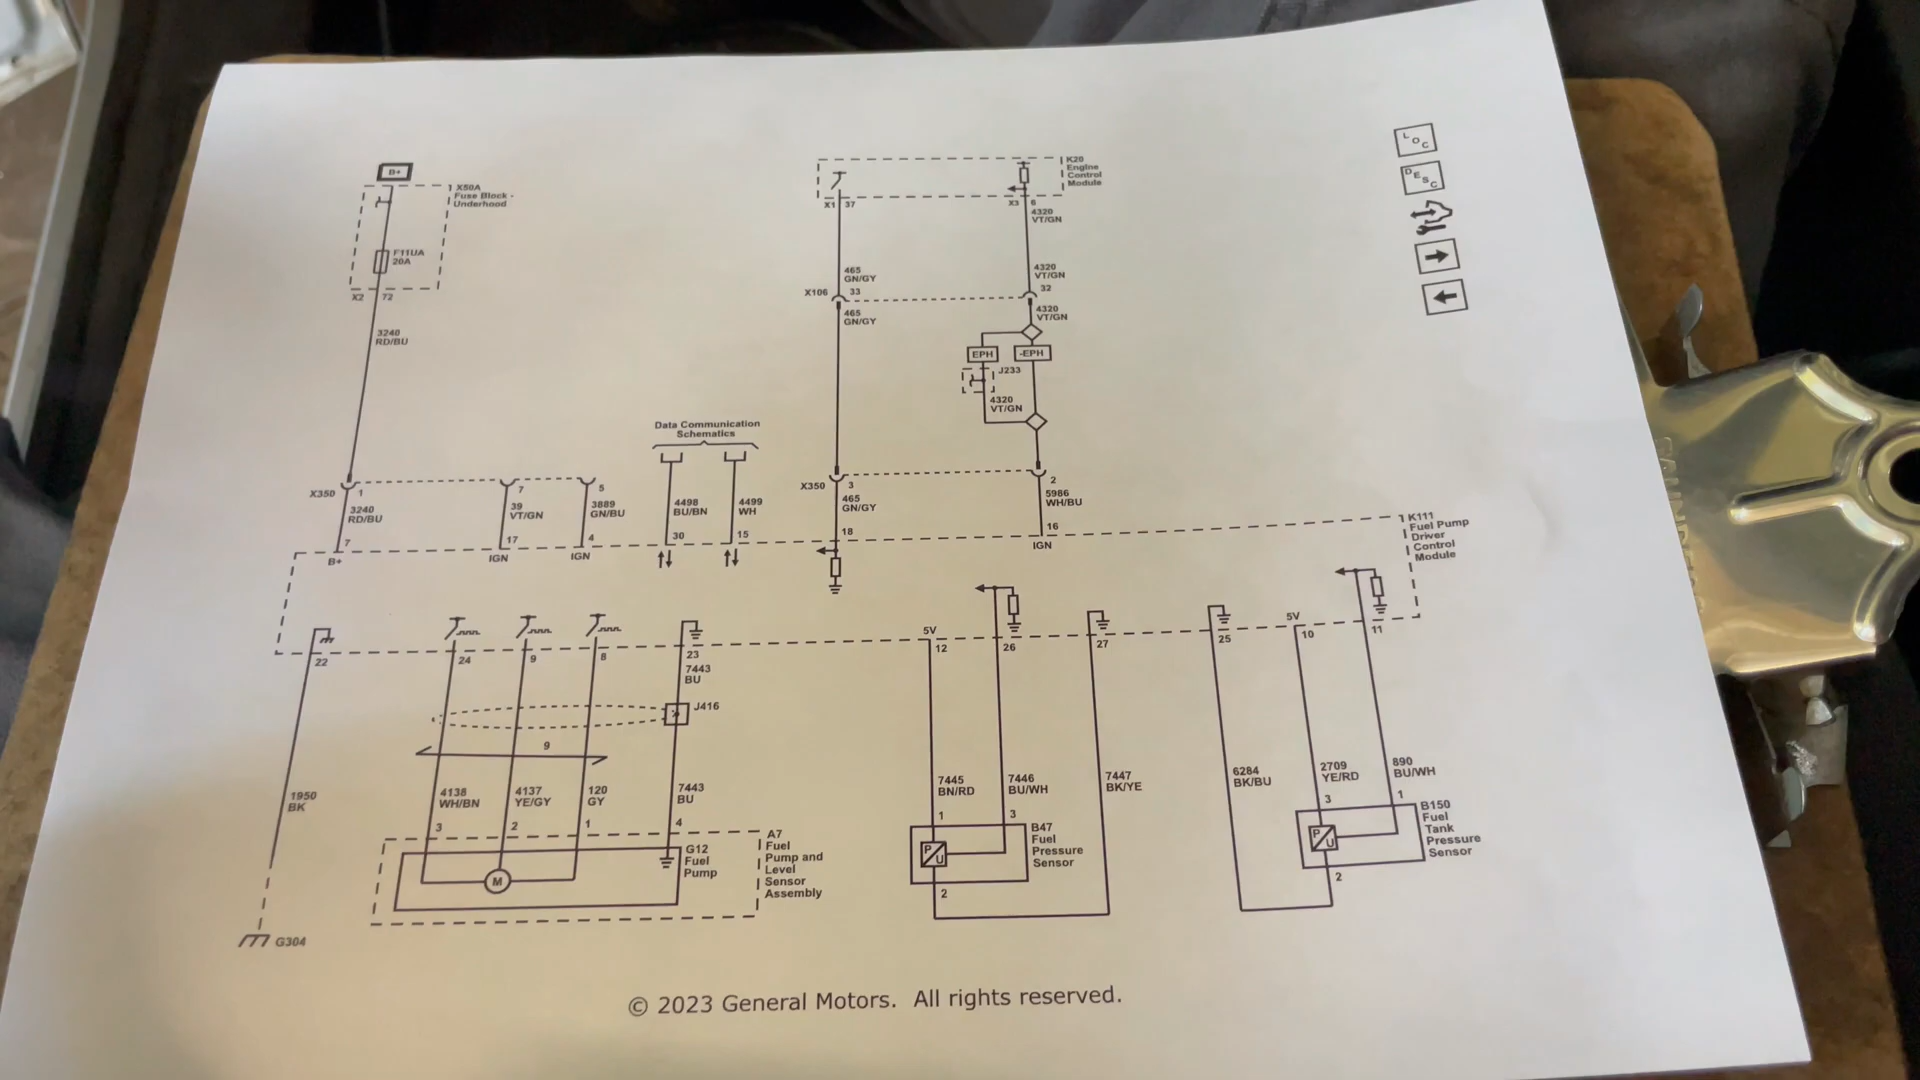 B+
X50A
Fuse Block -
Underhood
F11UA
20A
X2 72
3240
RD/BU
X350 1
3240
RD/BU
7
B+
7
39
VT/GN
17
IGN
5
3889
GN/BU
4
IGN
Data Communication
Schematics
4498
BU/BN
30
4499
WH
15
K20
Engine
Control
Module
X1 37
X3 6
4320
VT/GN
465
GN/GY
4320
VT/GN
X106 33
32
465
GN/GY
4320
VT/GN
EPH
-EPH
J233
4320
VT/GN
X350 3
2
465
GN/GY
5986
WH/BU
18
16
IGN
K111
Fuel Pump
Driver
Control
Module
LOC
DESC
22
24
9
8
23
7443
BU
J416
9
5V
12
26
27
25
5V
10
11
1950
BK
4138
WH/BN
4137
YE/GY
120
GY
7443
BU
3
2
1
4
M
G12
Fuel
Pump
A7
Fuel
Pump and
Level
Sensor
Assembly
7445
BN/RD
7446
BU/WH
7447
BK/YE
1
3
P
U
B47
Fuel
Pressure
Sensor
2
6284
BK/BU
2709
YE/RD
890
BU/WH
3
1
P
U
B150
Fuel
Tank
Pressure
Sensor
2
G304
© 2023 General Motors. All rights reserved.